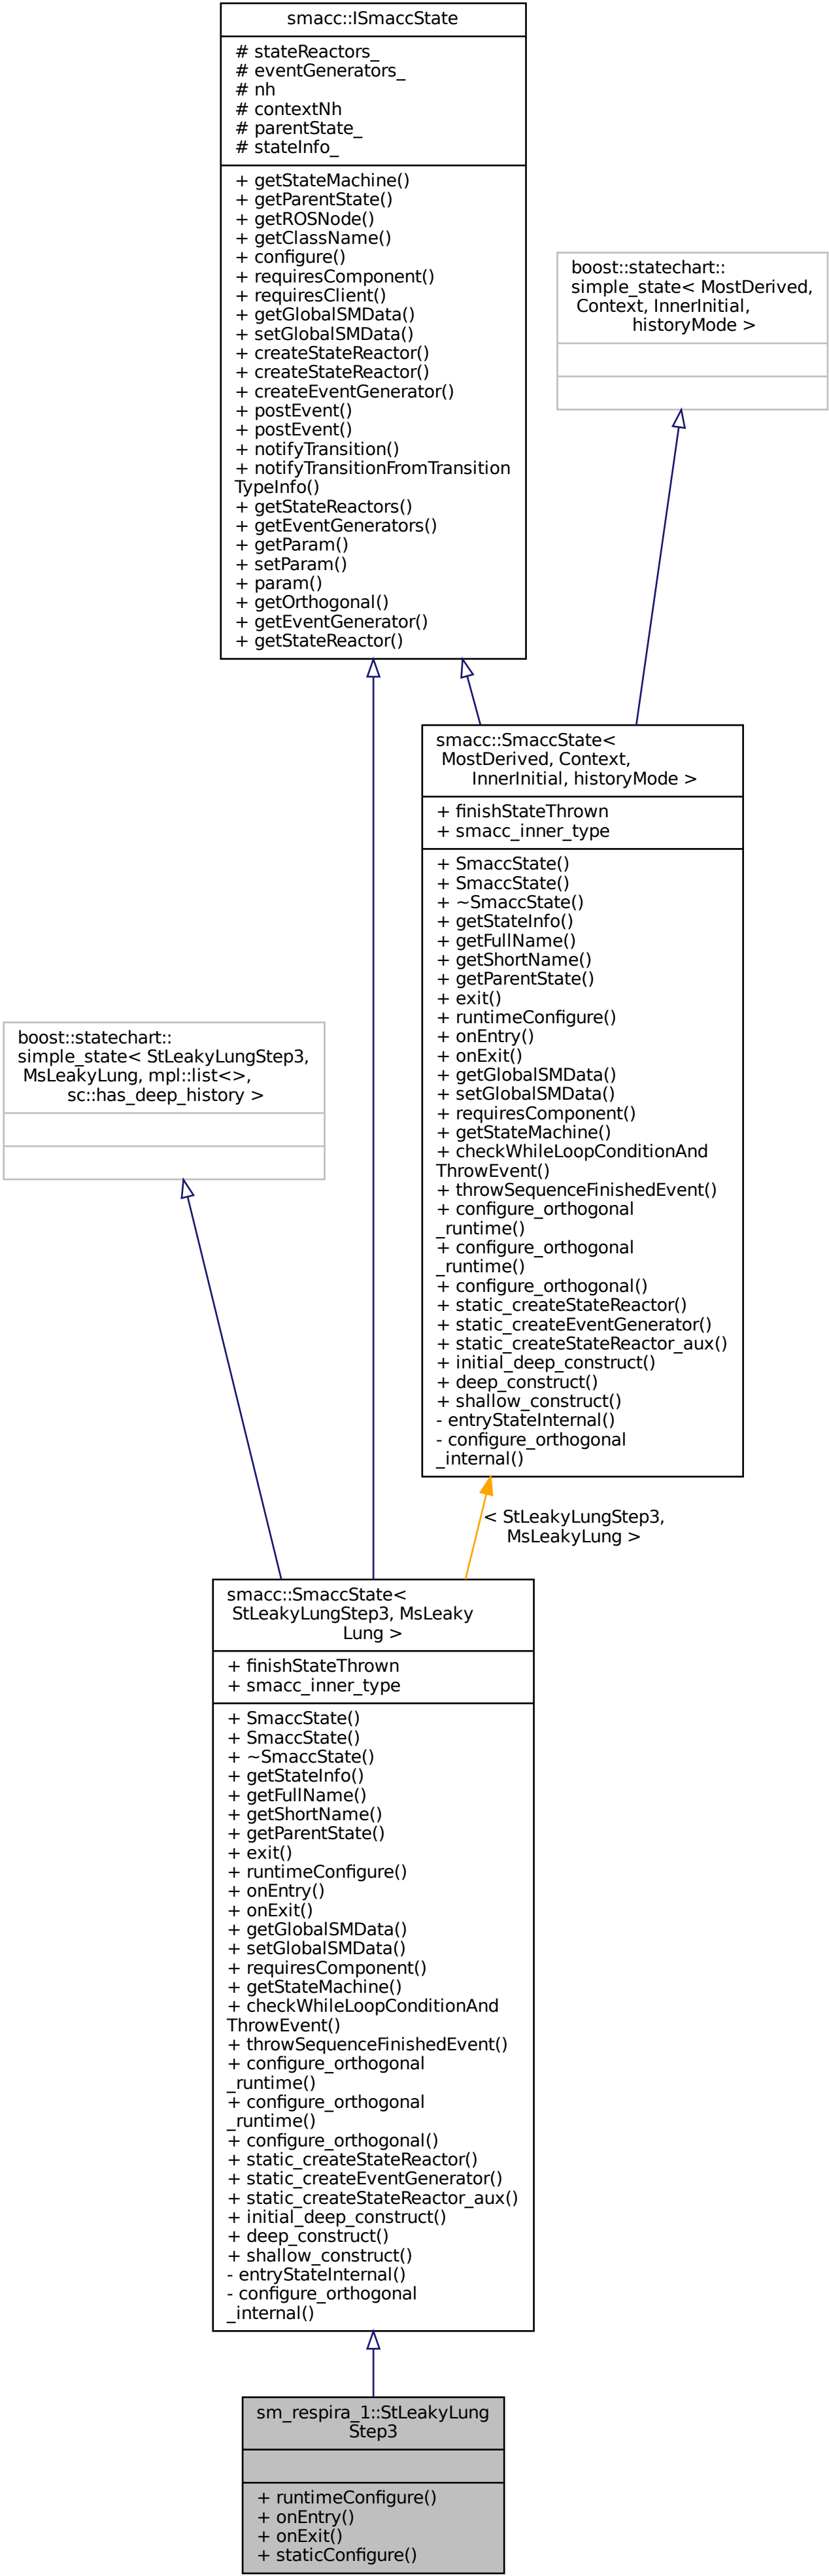 smacc::ISmaccState
# stateReactors_
# eventGenerators_
# nh
# contextNh
# parentState_
# stateInfo_
+ getStateMachine()
+ getParentState()
+ getROSNode()
+ getClassName()
+ configure()
+ requiresComponent()
+ requiresClient()
+ getGlobalSMData()
+ setGlobalSMData()
+ createStateReactor()
+ createStateReactor()
+ createEventGenerator()
+ postEvent()
+ postEvent()
+ notifyTransition()
+ notifyTransitionFromTransition
TypeInfo()
+ getStateReactors()
+ getEventGenerators()
+ getParam()
+ setParam()
+ param()
+ getOrthogonal()
+ getEventGenerator()
+ getStateReactor()
boost::statechart::
simple_state< MostDerived,
Context, InnerInitial,
historyMode >
smacc::SmaccState<
MostDerived, Context,
InnerInitial, historyMode >
+ finishStateThrown
+ smacc_inner_type
+ SmaccState()
+ SmaccState()
+ ~SmaccState()
+ getStateInfo()
+ getFullName()
+ getShortName()
+ getParentState()
+ exit()
+ runtimeConfigure()
+ onEntry()
+ onExit()
+ getGlobalSMData()
+ setGlobalSMData()
+ requiresComponent()
+ getStateMachine()
+ checkWhileLoopConditionAnd
ThrowEvent()
+ throwSequenceFinishedEvent()
+ configure_orthogonal
_runtime()
+ configure_orthogonal
_runtime()
+ configure_orthogonal()
+ static_createStateReactor()
+ static_createEventGenerator()
+ static_createStateReactor_aux()
+ initial_deep_construct()
+ deep_construct()
+ shallow_construct()
- entryStateInternal()
- configure_orthogonal
_internal()
boost::statechart::
simple_state< StLeakyLungStep3,
MsLeakyLung, mpl::list<>,
sc::has_deep_history >
< StLeakyLungStep3,
MsLeakyLung >
smacc::SmaccState<
StLeakyLungStep3, MsLeaky
Lung >
+ finishStateThrown
+ smacc_inner_type
+ SmaccState()
+ SmaccState()
+ ~SmaccState()
+ getStateInfo()
+ getFullName()
+ getShortName()
+ getParentState()
+ exit()
+ runtimeConfigure()
+ onEntry()
+ onExit()
+ getGlobalSMData()
+ setGlobalSMData()
+ requiresComponent()
+ getStateMachine()
+ checkWhileLoopConditionAnd
ThrowEvent()
+ throwSequenceFinishedEvent()
+ configure_orthogonal
_runtime()
+ configure_orthogonal
_runtime()
+ configure_orthogonal()
+ static_createStateReactor()
+ static_createEventGenerator()
+ static_createStateReactor_aux()
+ initial_deep_construct()
+ deep_construct()
+ shallow_construct()
- entryStateInternal()
- configure_orthogonal
_internal()
sm_respira_1::StLeakyLung
Step3
+ runtimeConfigure()
+ onEntry()
+ onExit()
+ staticConfigure()